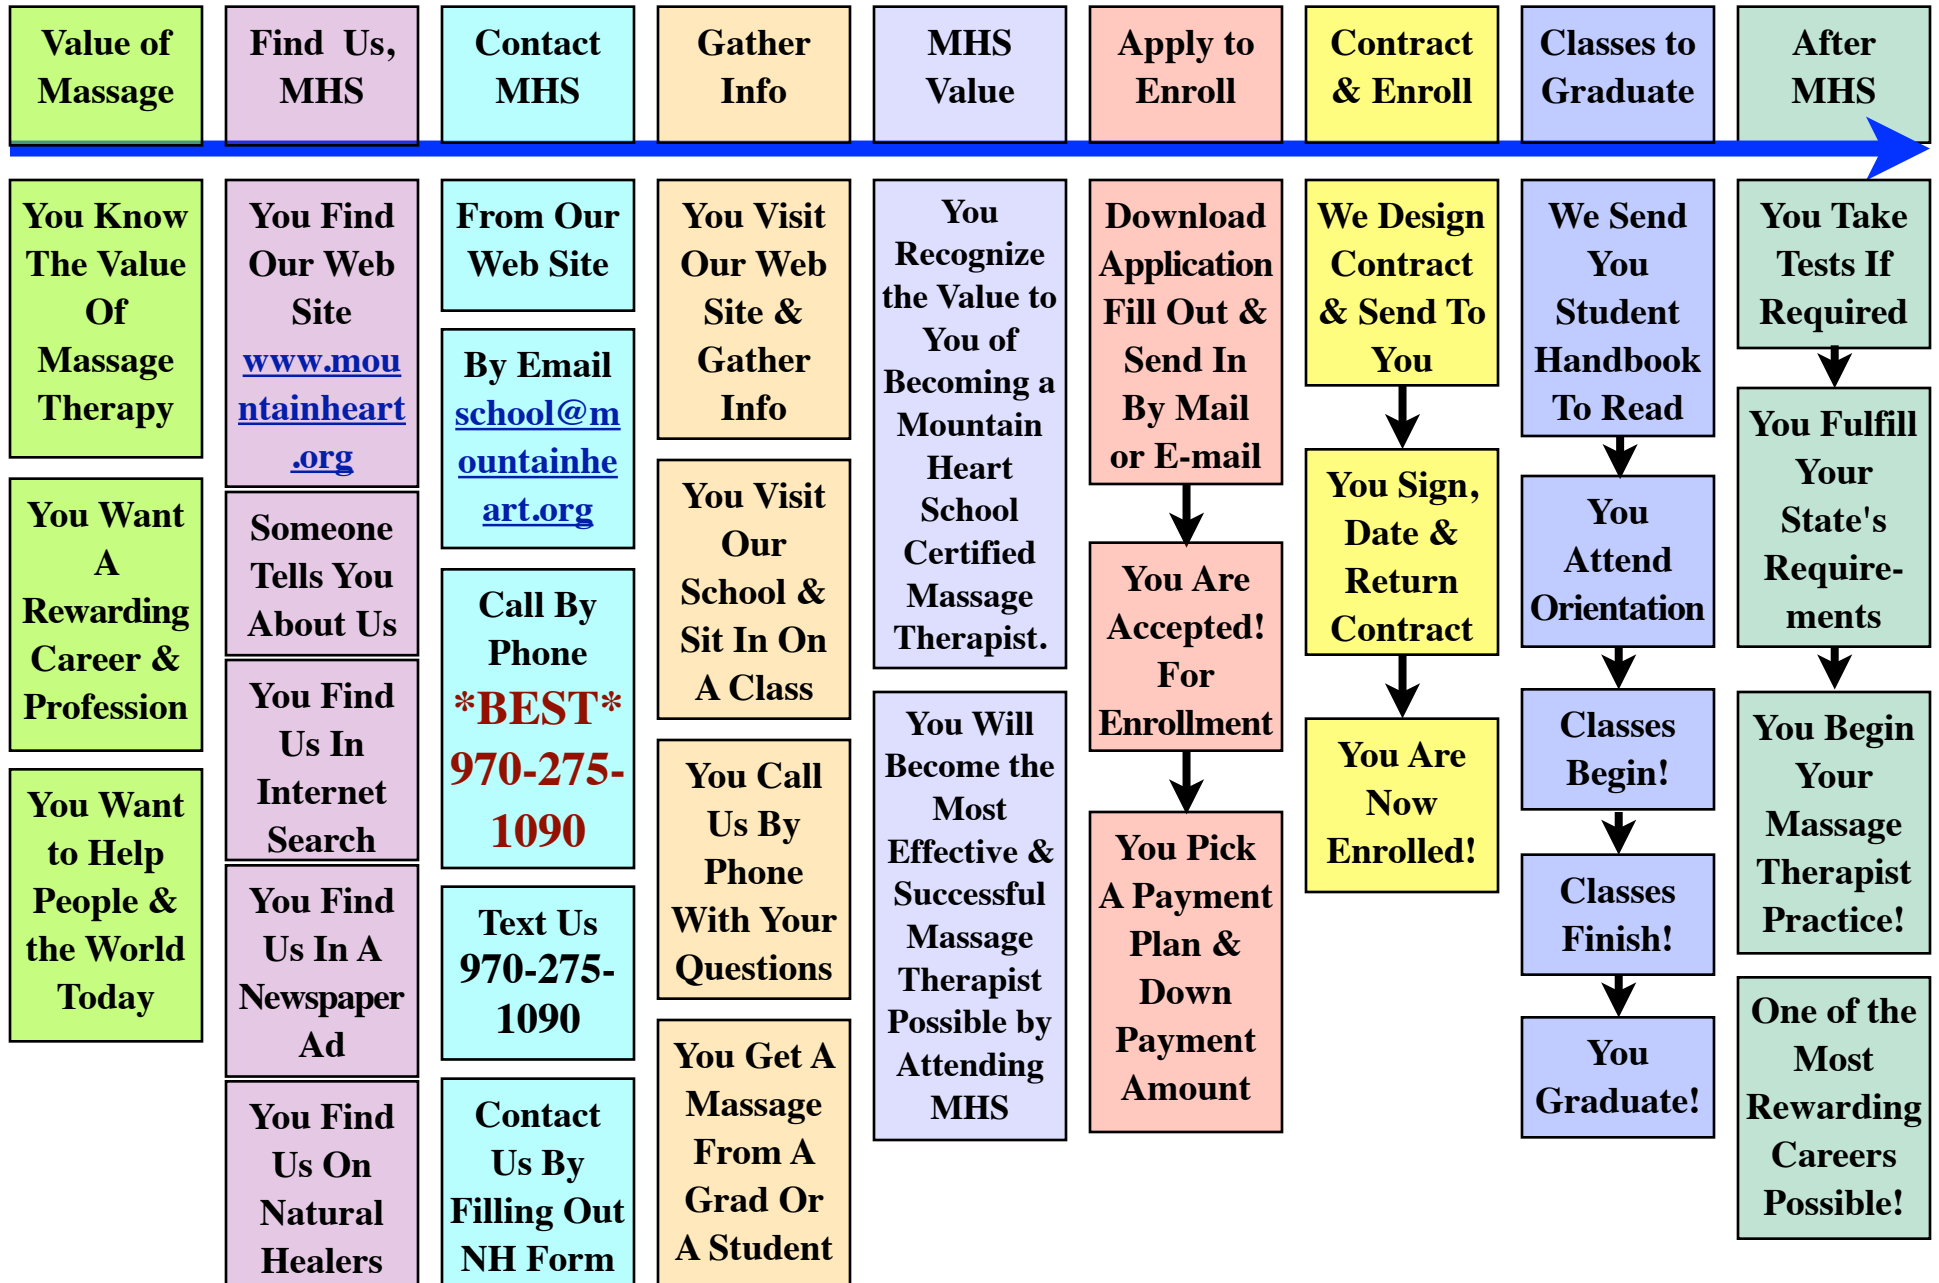 Value of
Massage
Find Us,
MHS
Contact
MHS
Gather
Info
MHS
Value
Apply to
Enroll
Contract
& Enroll
Classes to
Graduate
After
MHS
You Know
The Value
Of
Massage
Therapy
You Want
A
Rewarding
Career &
Profession
You Want
to Help
People &
the World
Today
You Find
Our Web
Site
www.mou
ntainheart
.org
Someone
Tells You
About Us
You Find
Us In
Internet
Search
You Find
Us In A
Newspaper
Ad
You Find
Us On
Natural
Healers
From Our
Web Site
By Email
school@m
ountainhe
art.org
Call By
Phone
*BEST*
970-275-
1090
Text Us
970-275-
1090
Contact
Us By
Filling Out
NH Form
You Visit
Our Web
Site &
Gather
Info
You Visit
Our
School &
Sit In On
A Class
You Call
Us By
Phone
With Your
Questions
You Get A
Massage
From A
Grad Or
A Student
You
Recognize
the Value to
You of
Becoming a
Mountain
Heart
School
Certified
Massage
Therapist.
You Will
Become the
Most
Effective &
Successful
Massage
Therapist
Possible by
Attending
MHS
Download
Application
Fill Out &
Send In
By Mail
or E-mail
You Are
Accepted!
For
Enrollment
You Pick
A Payment
Plan &
Down
Payment
Amount
We Design
Contract
& Send To
You
You Sign,
Date &
Return
Contract
You Are
Now
Enrolled!
We Send
You
Student
Handbook
To Read
You
Attend
Orientation
Classes
Begin!
Classes
Finish!
You
Graduate!
You Take
Tests If
Required
You Fulfill
Your
State's
Require-
ments
You Begin
Your
Massage
Therapist
Practice!
One of the
Most
Rewarding
Careers
Possible!